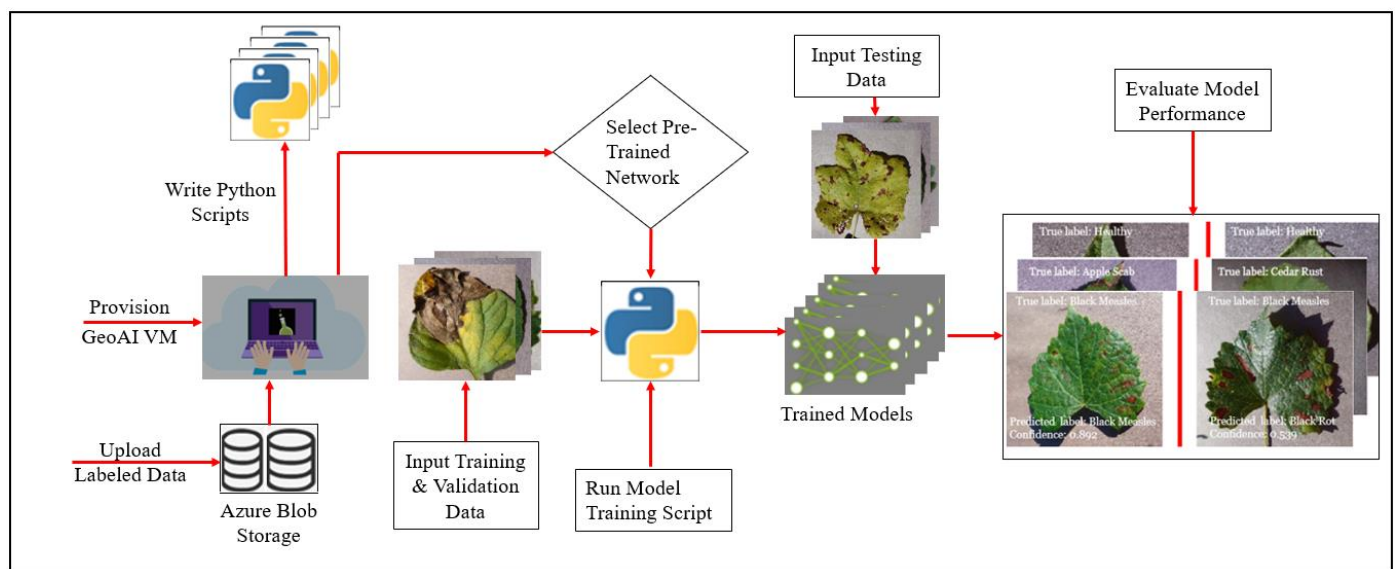 Write Python
Scripts
Provision
GeoAI VM
Upload
Labeled Data
Azure Blob
Storage
Select Pre-
Trained
Network
Input Training
& Validation
Data
Run Model
Training Script
Input Testing
Data
Trained Models
Evaluate Model
Performance
True label: Healthy
True label: Healthy
True label: Apple Scab
True label: Cedar Rust
True label: Black Measles
True label: Black Measles
Predicted label: Black Measles
Confidence: 0.892
Predicted label: Black Rot
Confidence: 0.539